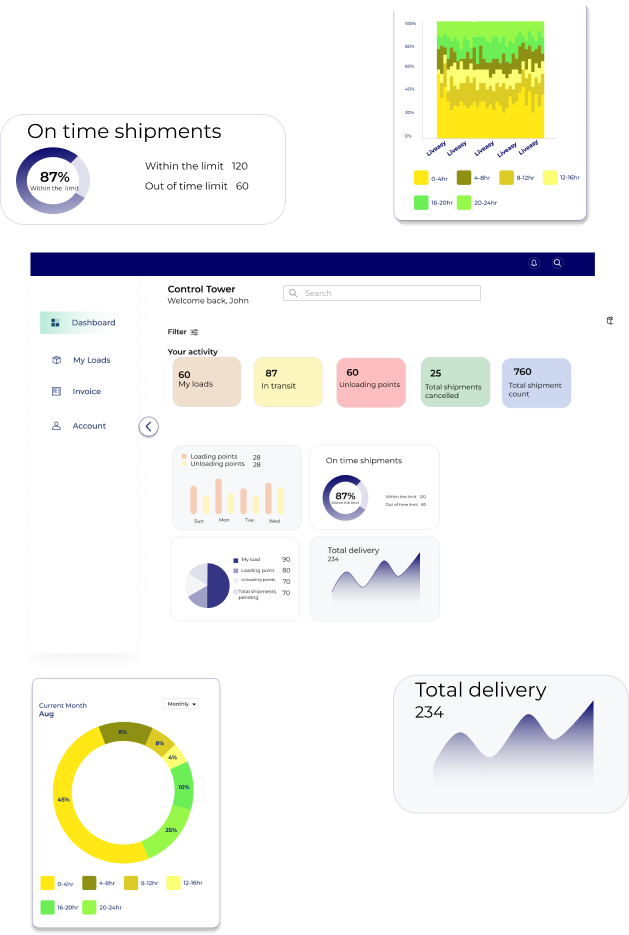 100%
80%
60%
40%
20%
0%
Liveasy Liveasy Liveasy Liveasy Liveasy
0-4hr 4-8hr 8-12hr 12-16hr
16-20hr 20-24hr
On time shipments
87%
Within the limit
Within the limit 120
Out of time limit 60
Control Tower
Welcome back, John
Search
Filter
Dashboard
My Loads
Invoice
Account
Your activity
60
My loads
87
In transit
60
Unloading points
25
Total shipments
cancelled
760
Total shipment
count
Loading points 28
Unloading points 28
Sun Mon Tue Wed
On time shipments
87%
Within the limit
Within the limit 120
Out of time limit 60
My load 90
Loading point 80
Unloading points 70
Total shipments 70
pending
Total delivery
234
Current Month
Aug
Monthly
8%
8%
4%
10%
25%
45%
0-4hr 4-8hr 8-12hr 12-16hr
16-20hr 20-24hr
Total delivery
234